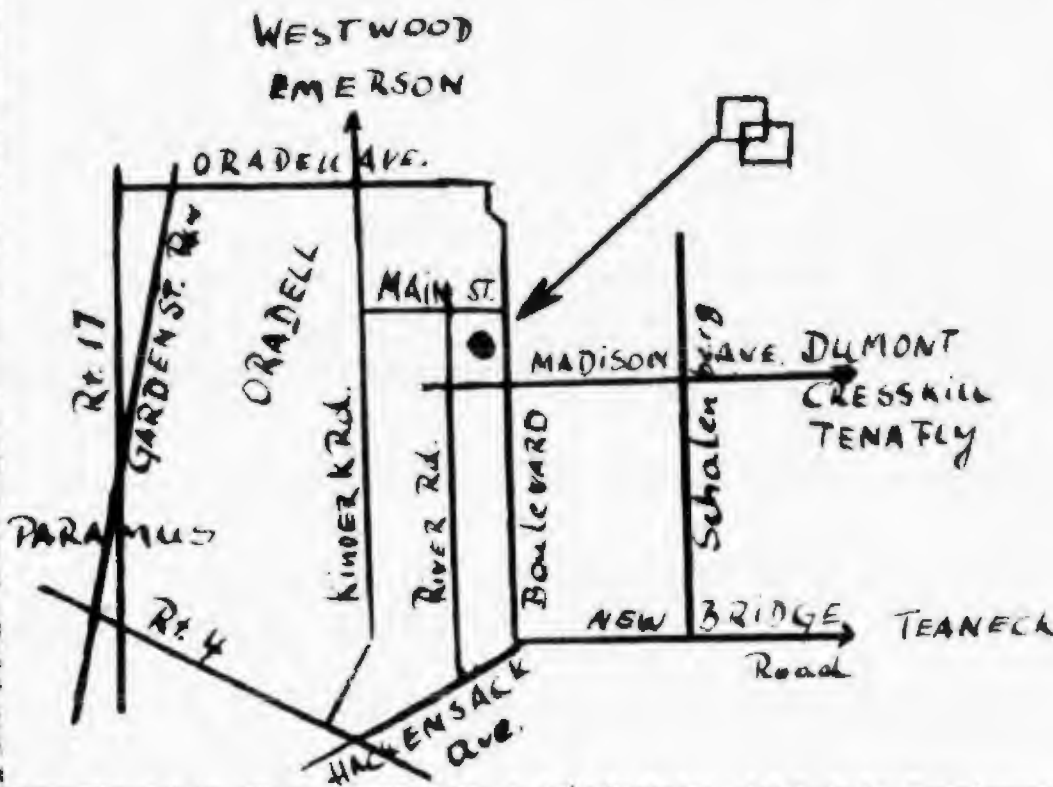 WESTWOOD
EMERSON
ORADELL AVE.
GARDEN ST. Pkw
Rt. 17
ORADELL
MAIN ST.
MADISON AVE. DUMONT
CRESSKILL
TENAFLY
KINDERK Rd.
RIVER Rd.
BOULEVARD
Schalen Blvd
PARAMUS
Rt. 4
NEW BRIDGE
Road
TEANECK
HACKENSACK
ave.